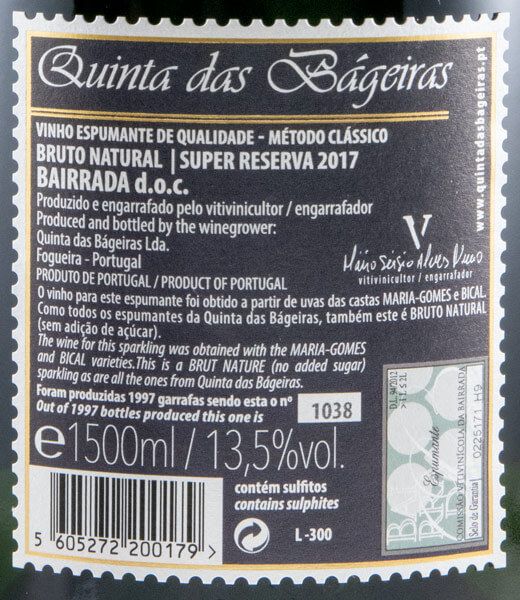 Quinta das Bágeiras
www.quintadasbageiras.pt
VINHO ESPUMANTE DE QUALIDADE - MÉTODO CLÁSSICO
BRUTO NATURAL | SUPER RESERVA 2017
BAIRRADA d.o.c.
Produzido e engarrafado pelo vitivinicultor / engarrafador
Produced and bottled by the winegrower:
Quinta das Bágeiras Lda.
Fogueira - Portugal
PRODUTO DE PORTUGAL / PRODUCT OF PORTUGAL
V
Mário Sérgio Alves Nuno
vitivinicultor / engarrafador
O vinho para este espumante foi obtido a partir de uvas das castas MARIA-GOMES e BICAL.
Como todos os espumantes da Quinta das Bágeiras, também este é BRUTO NATURAL
(sem adição de açúcar).
The wine for this sparkling was obtained with the MARIA-GOMES
and BICAL varieties.This is a BRUT NATURE (no added sugar)
sparkling as are all the ones from Quinta das Bágeiras.
Foram produzidas 1997 garrafas sendo esta o nº
Out of 1997 bottles produced this one is
1038
e1500ml / 13,5%vol.
contém sulfitos
contains sulphites
L-300
5 605272 200179 >
Espumante
COMISSÃO VITIVINÍCOLA DA BAIRRADA
Selo de Garantia
0225171 H9